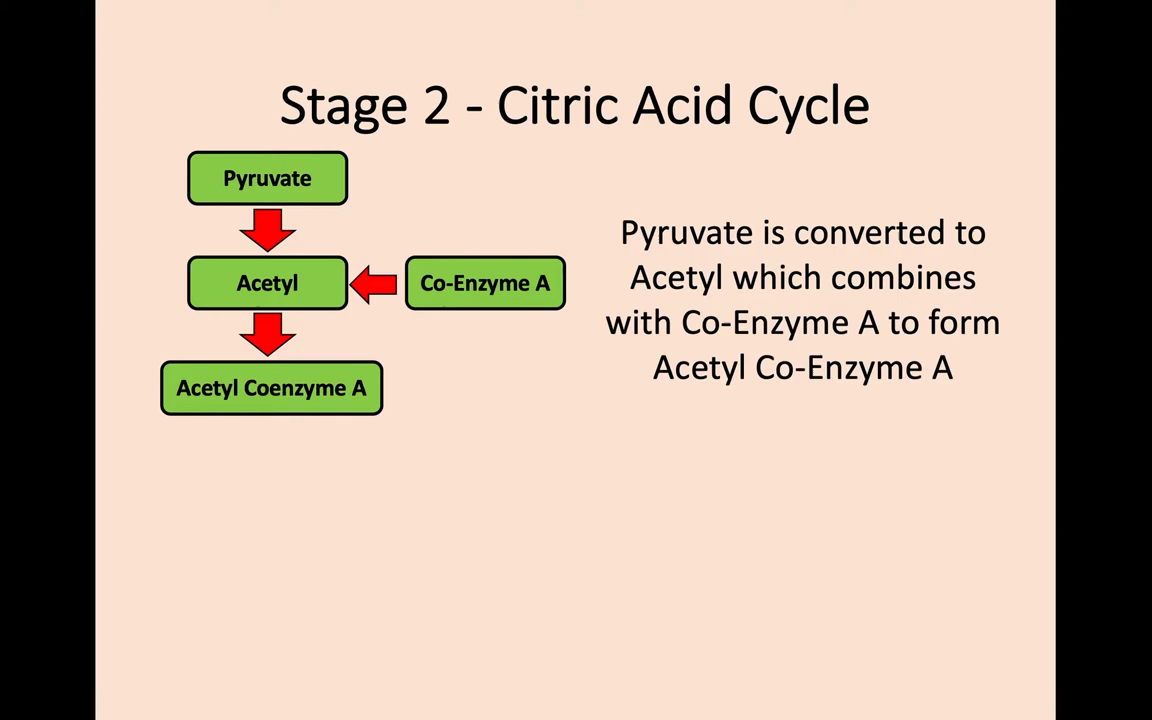 Stage 2 - Citric Acid Cycle
Pyruvate
Acetyl
Co-Enzyme A
Acetyl Coenzyme A
Pyruvate is converted to
Acetyl which combines
with Co-Enzyme A to form
Acetyl Co-Enzyme A